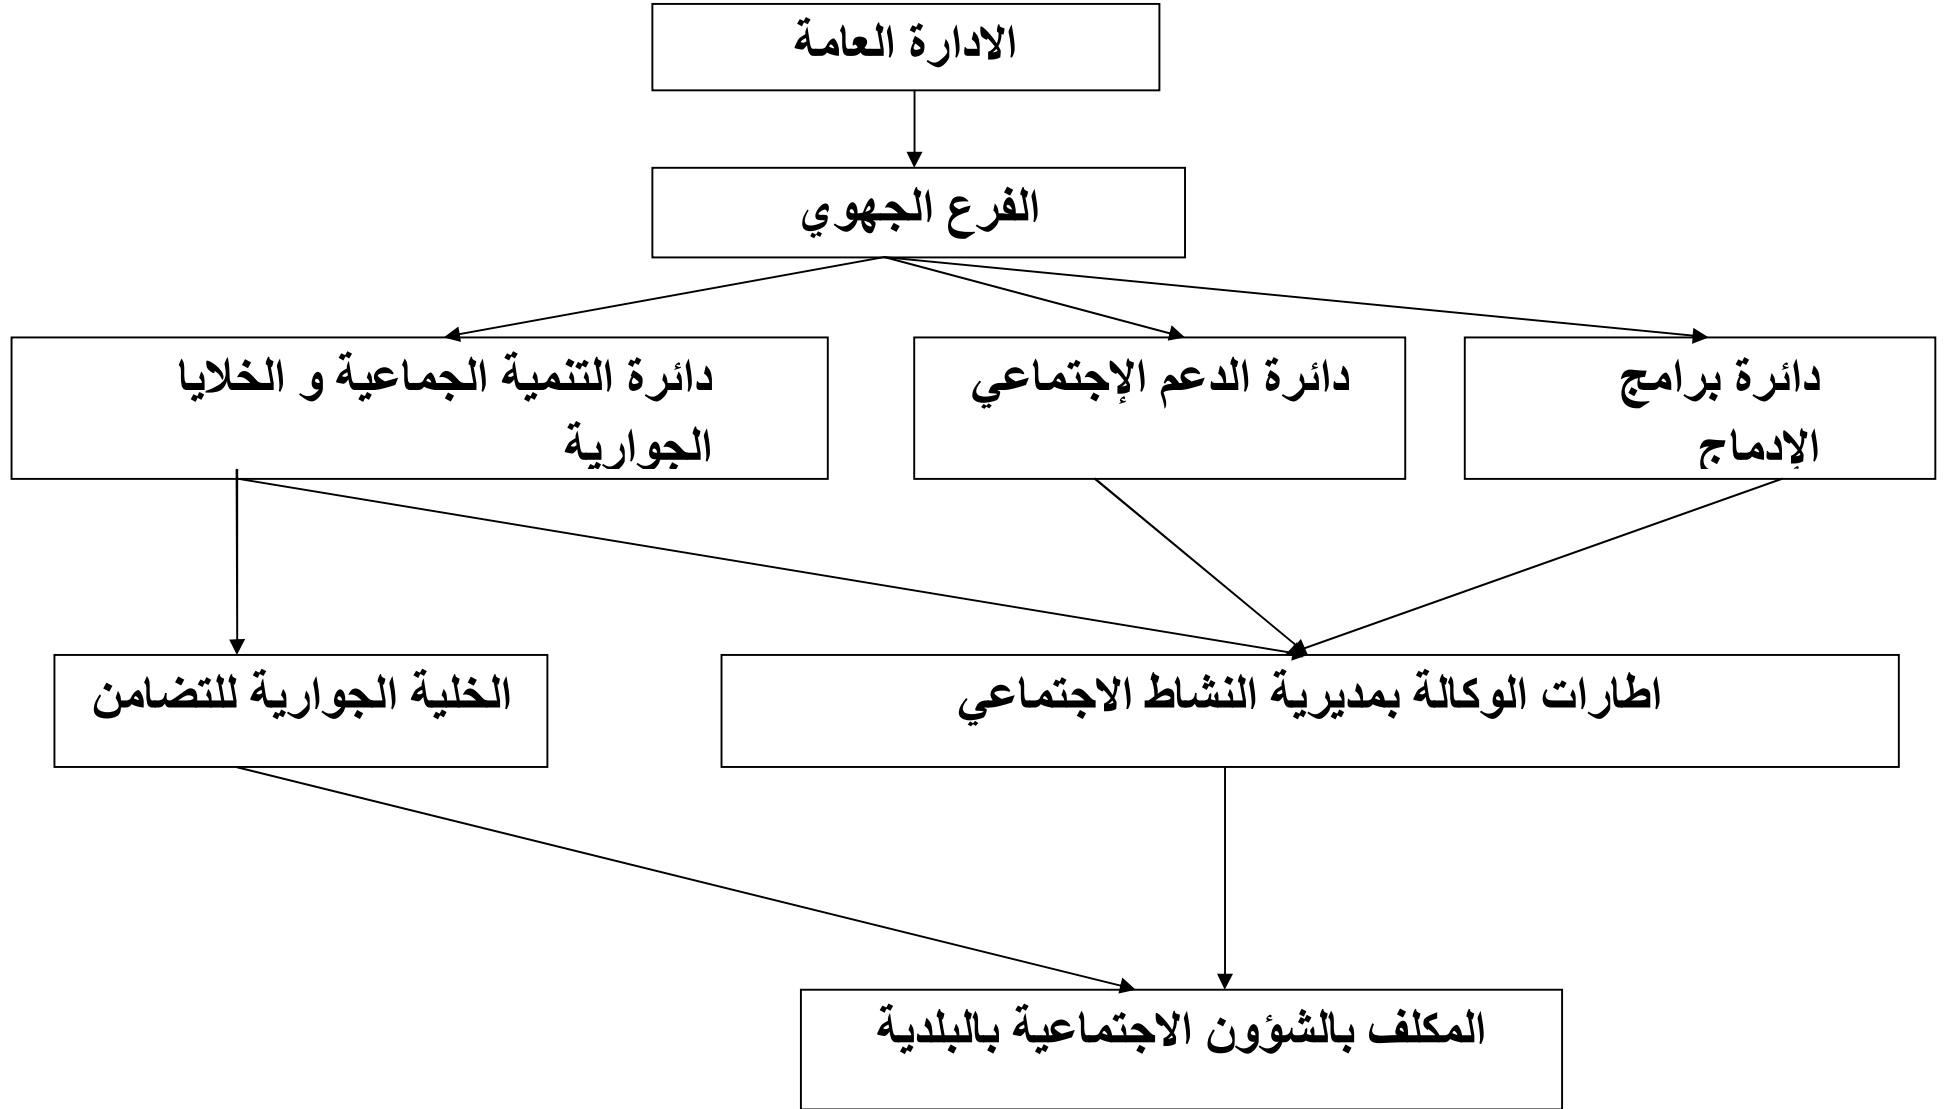 الادارة العامة
الفرع الجهوي
دائرة برامج
الإدماج
دائرة الدعم الإجتماعي
دائرة التنمية الجماعية و الخلايا
الجوارية
اطارات الوكالة بمديرية النشاط الاجتماعي
الخلية الجوارية للتضامن
المكلف بالشؤون الاجتماعية بالبلدية